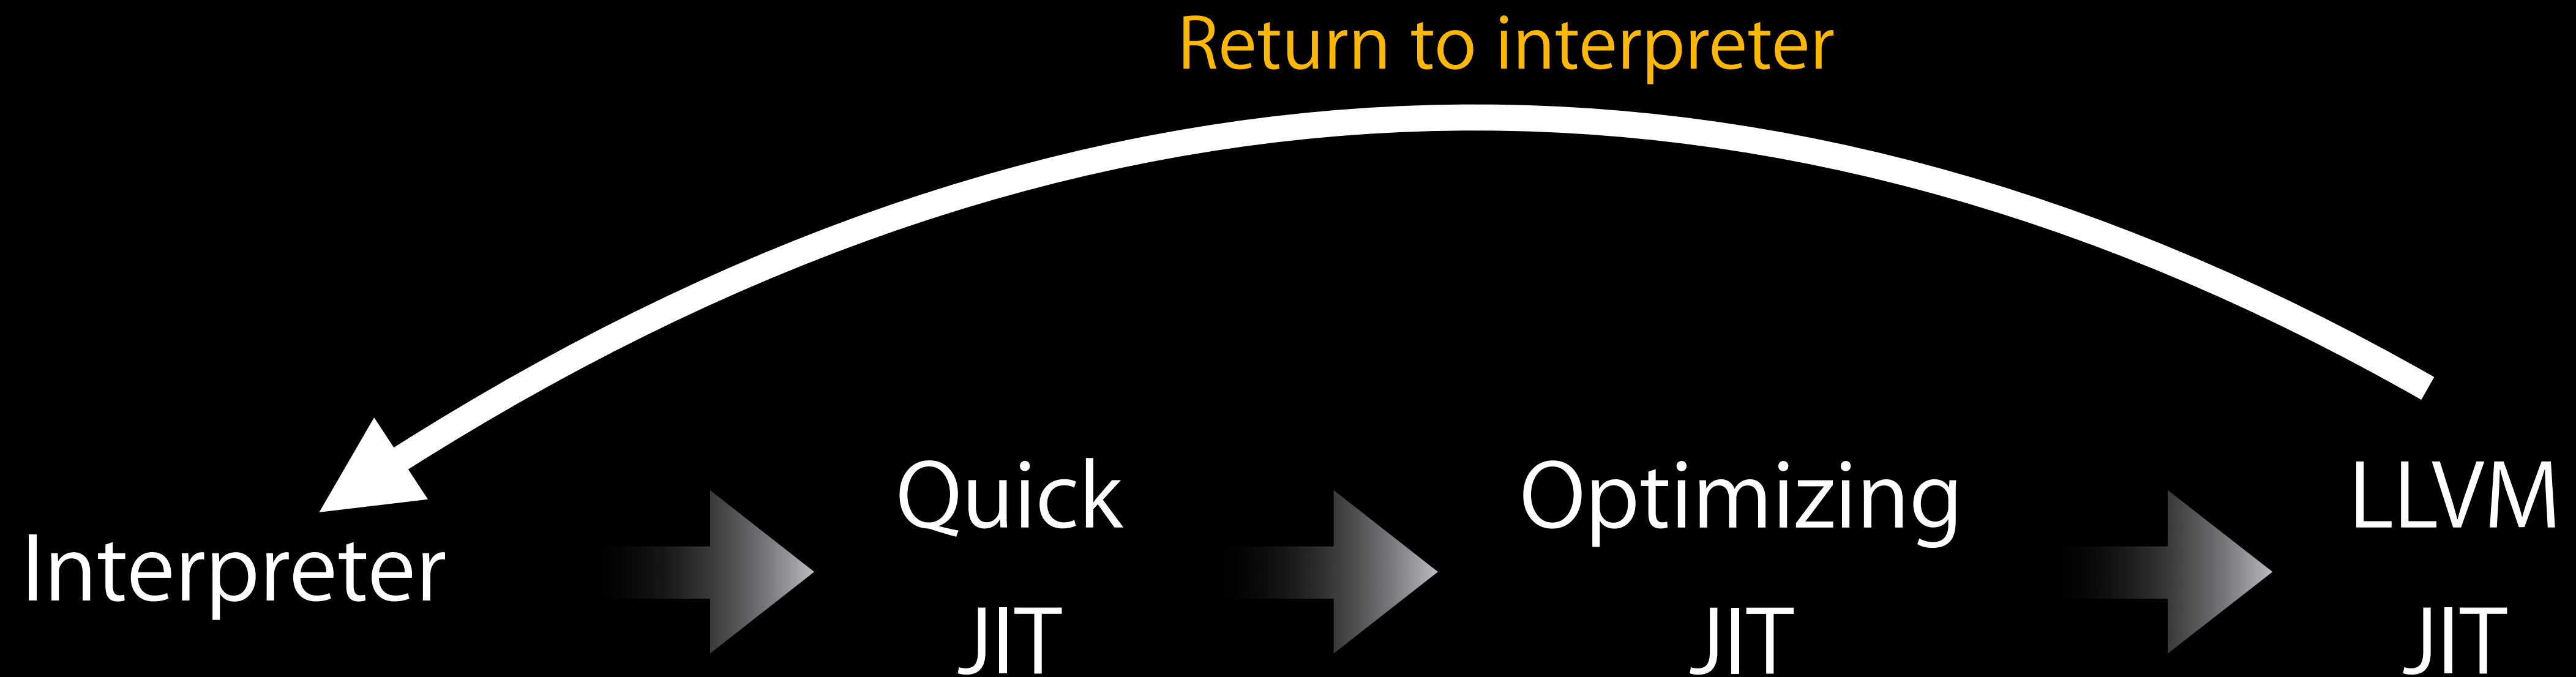 Return to interpreter
Interpreter
Quick
JIT
Optimizing
JIT
LLVM
JIT